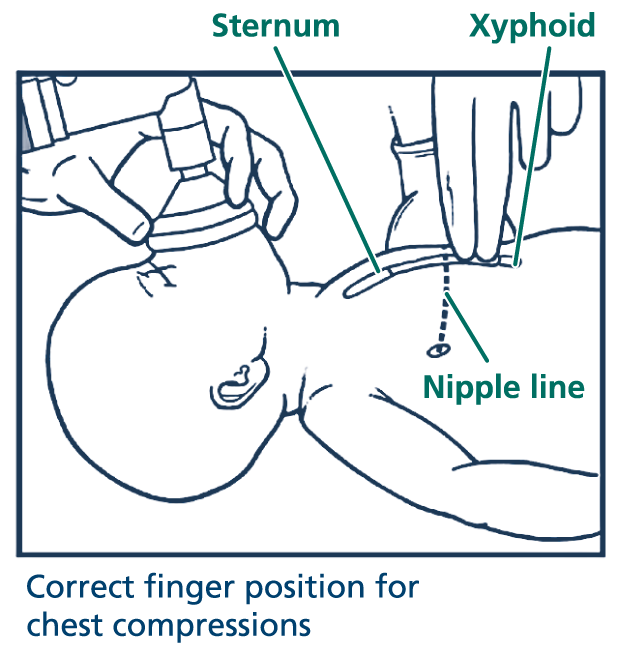 Sternum
Xyphoid
Nipple line
Correct finger position for
chest compressions